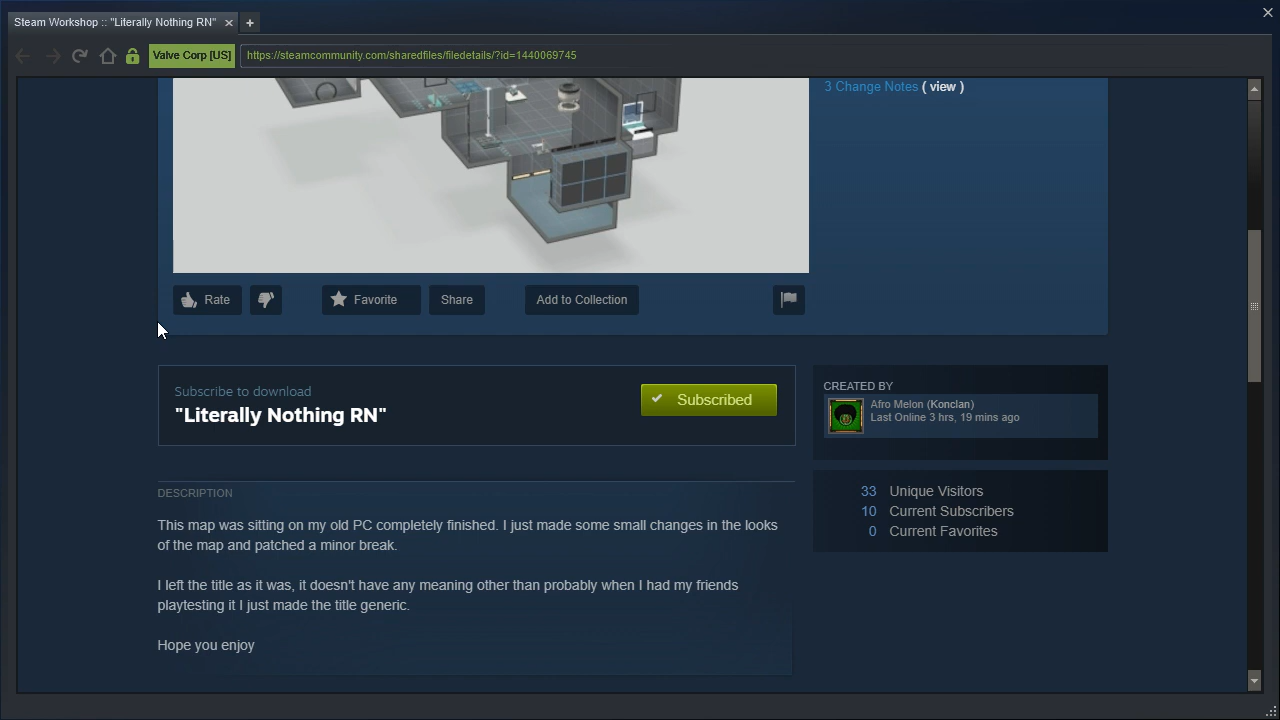 Steam Workshop :: "Literally Nothing RN"
Valve Corp [US]
https://steamcommunity.com/sharedfiles/filedetails/?id=1440069745
3 Change Notes ( view )
Rate
Favorite
Share
Add to Collection
Subscribe to download
"Literally Nothing RN"
Subscribed
CREATED BY
Afro Melon (Konclan)
Last Online 3 hrs, 19 mins ago
33 Unique Visitors
10 Current Subscribers
0 Current Favorites
DESCRIPTION
This map was sitting on my old PC completely finished. I just made some small changes in the looks
of the map and patched a minor break.
I left the title as it was, it doesn't have any meaning other than probably when I had my friends
playtesting it I just made the title generic.
Hope you enjoy